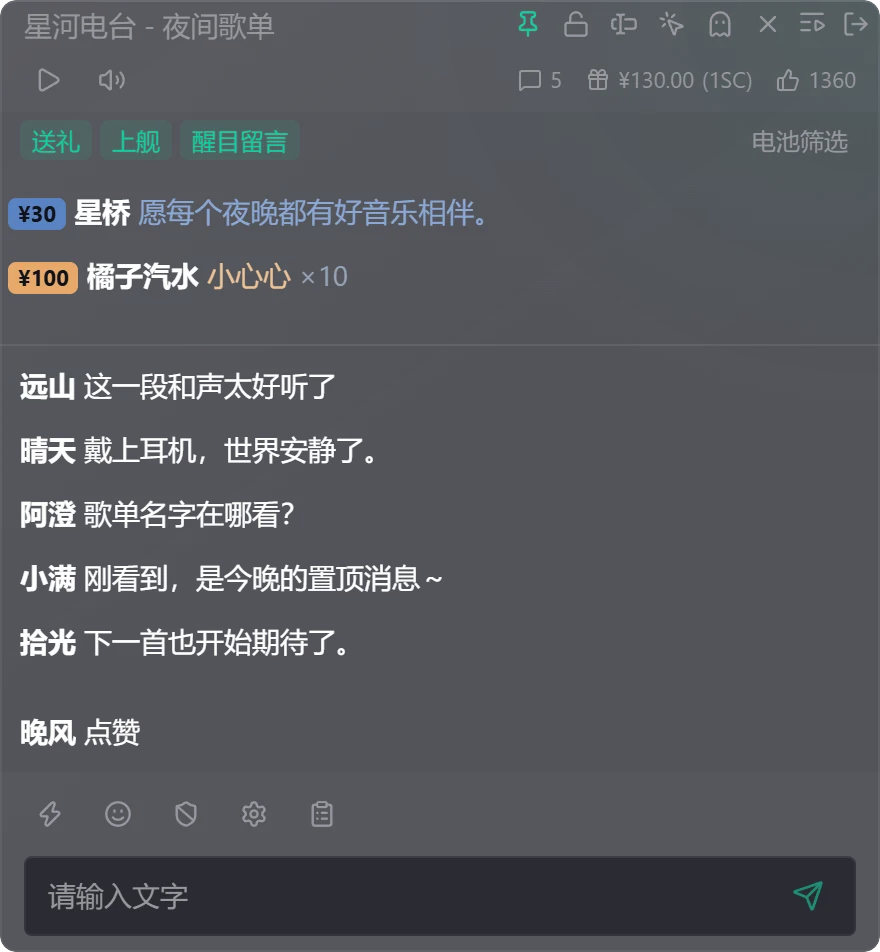 星河电台 - 夜间歌单
5 ¥130.00 (1SC) 1360
送礼 上舰 醒目留言 电池筛选
¥30 星桥 愿每个夜晚都有好音乐相伴。
¥100 橘子汽水 小心心 ×10
远山 这一段和声太好听了
晴天 戴上耳机，世界安静了。
阿澄 歌单名字在哪看？
小满 刚看到，是今晚的置顶消息～
拾光 下一首也开始期待了。
晚风 点赞
请输入文字